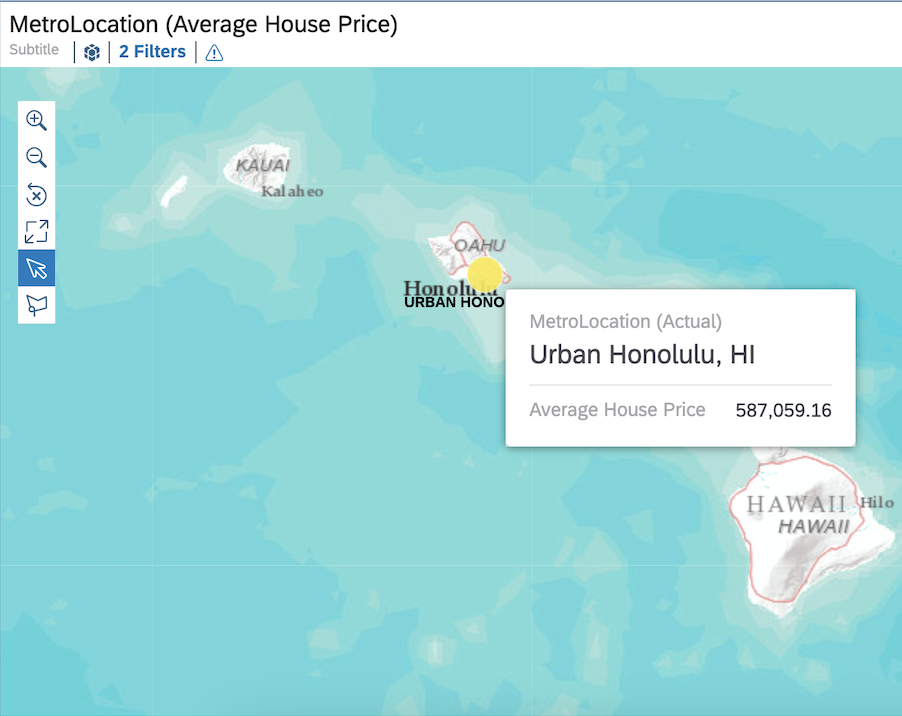 MetroLocation (Average House Price)
Subtitle
2 Filters
KAUAI
Kalaheo
OAHU
URBAN HONO
MetroLocation (Actual)
Urban Honolulu, HI
Average House Price 587,059.16
HAWAII
Hilo
HAWAII